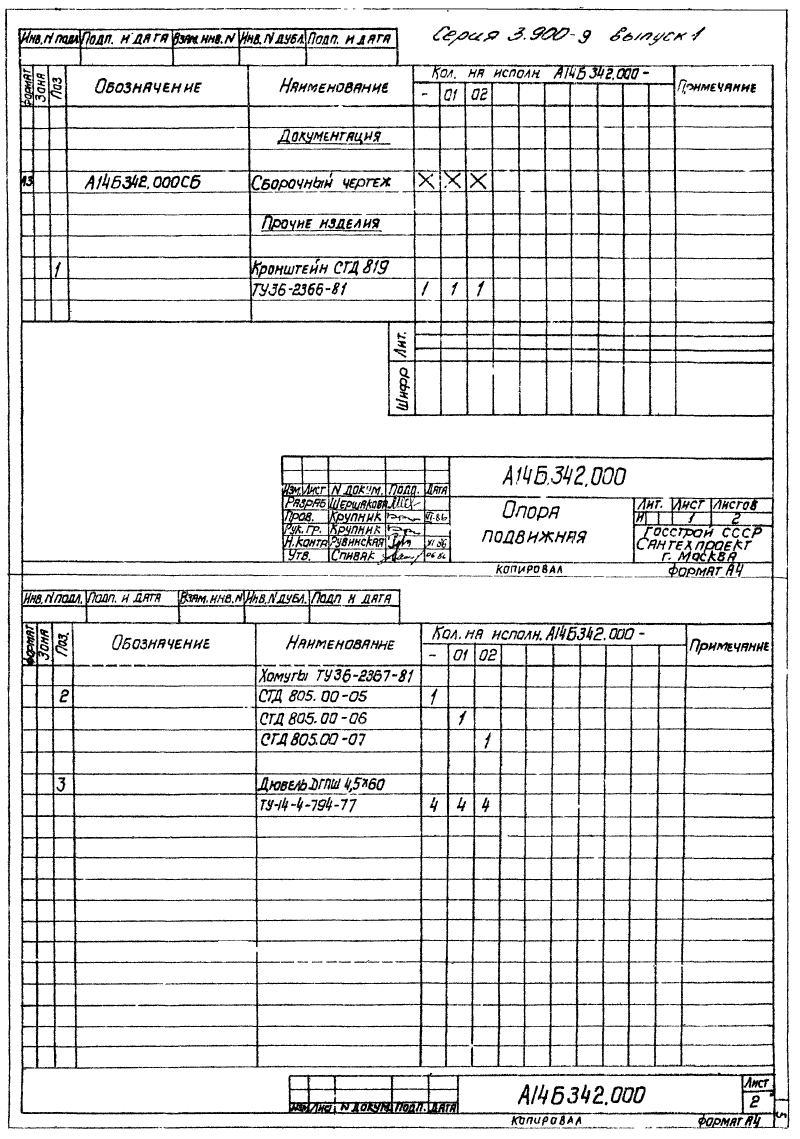 Серия 3.900-9 выпуск 1
Инв. N подл. Подп. и дата Взам. инв. N Инв. N дубл. Подп. и дата
Формат Зона Поз Обозначение Наименование Кол. на исполн. А14Б342.000 - Примечание
- 01 02
Документация
А3 А14Б342.000СБ Сборочный чертеж X X X
Прочие изделия
1 Кронштейн СТД 819
ТУ36-2366-81 1 1 1
Лит.
Шифр
А14Б.342.000
Изм. Лист N докум. Подп. Дата
Разраб Шершакова
Пров. Крупник VI.86
Рук. гр. Крупник
Н. контр Рубинская VI 86
Утв. Спивак 06 86
Опора
подвижная
Лит. Лист Листов
И 1 2
Госстрой СССР
Сантехпроект
г. Москва
Копировал Формат А4
Инв. N подл. Подп. и дата Взам. инв. N Инв. N дубл. Подп. и дата
Формат Зона Поз. Обозначение Наименование Кол. на исполн. А14Б342.000 - Примечание
- 01 02
Хомуты ТУ36-2367-81
2 СТД 805.00-05 1
СТД 805.00-06 1
СТД 805.00-07 1
3 Дюбель ДГПШ 4,5х60
ТУ-14-4-794-77 4 4 4
Изм Лист N докум. Подп. Дата
А14Б342.000
Лист
2
Копировал Формат А4